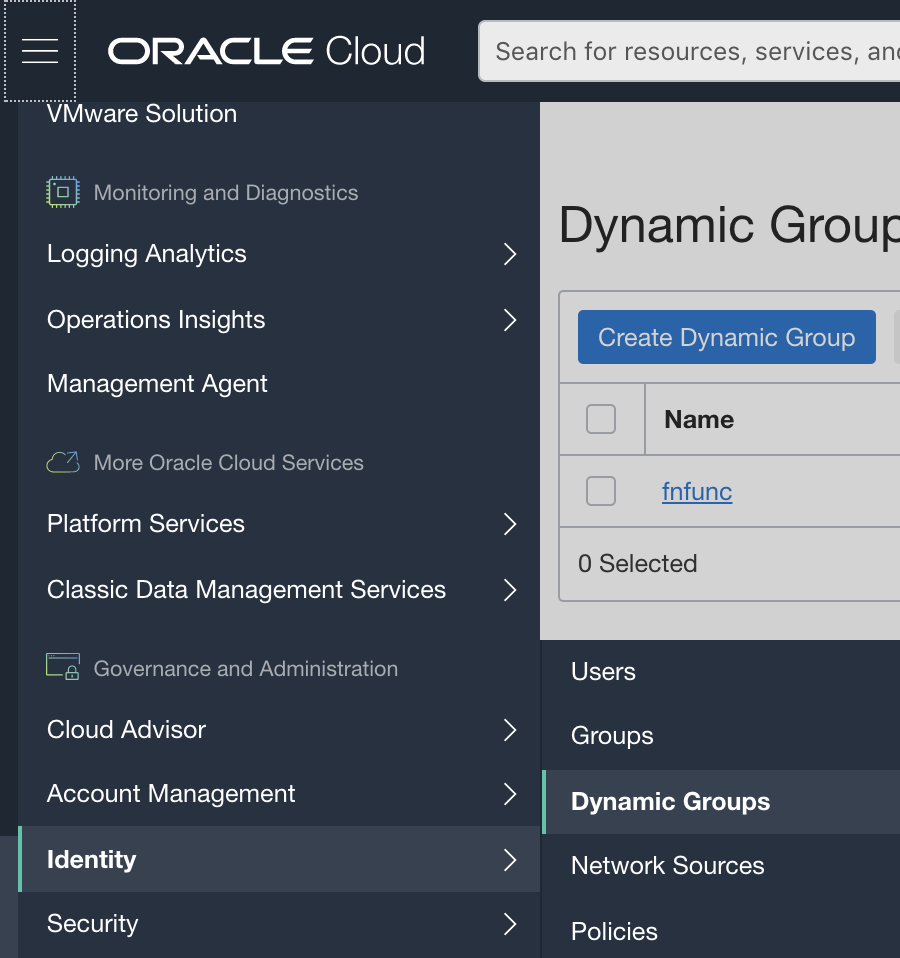 ORACLE Cloud
Search for resources, services, and
VMware Solution
Monitoring and Diagnostics
Logging Analytics
Operations Insights
Management Agent
More Oracle Cloud Services
Platform Services
Classic Data Management Services
Governance and Administration
Cloud Advisor
Account Management
Identity
Security
Dynamic Group
Create Dynamic Group
Name
fnfunc
0 Selected
Users
Groups
Dynamic Groups
Network Sources
Policies